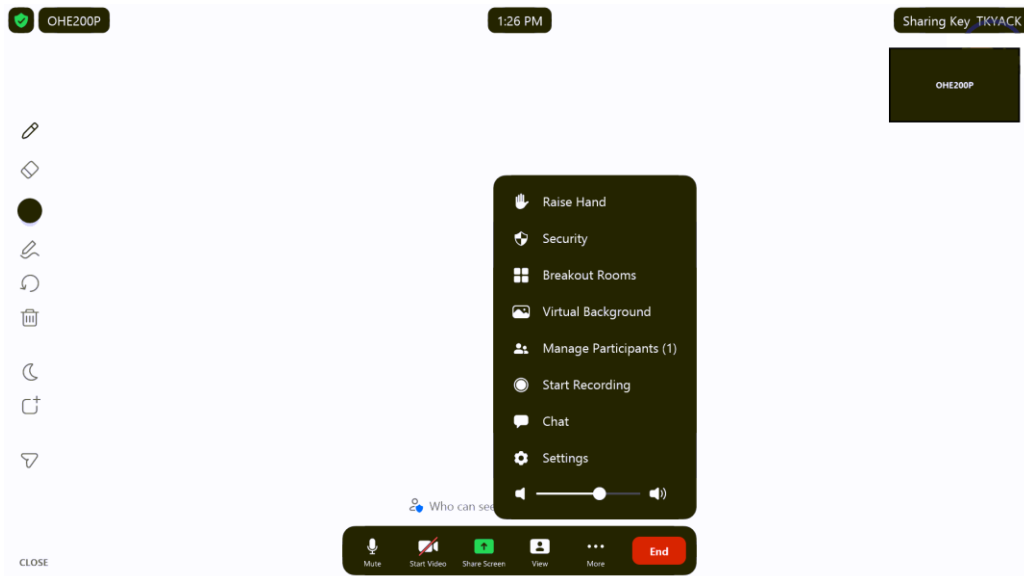 OHE200P
1:26 PM
Sharing Key TKYACK
OHE200P
Raise Hand
Security
Breakout Rooms
Virtual Background
Manage Participants (1)
Start Recording
Chat
Settings
Who can see
Mute
Start Video
Share Screen
View
More
End
CLOSE